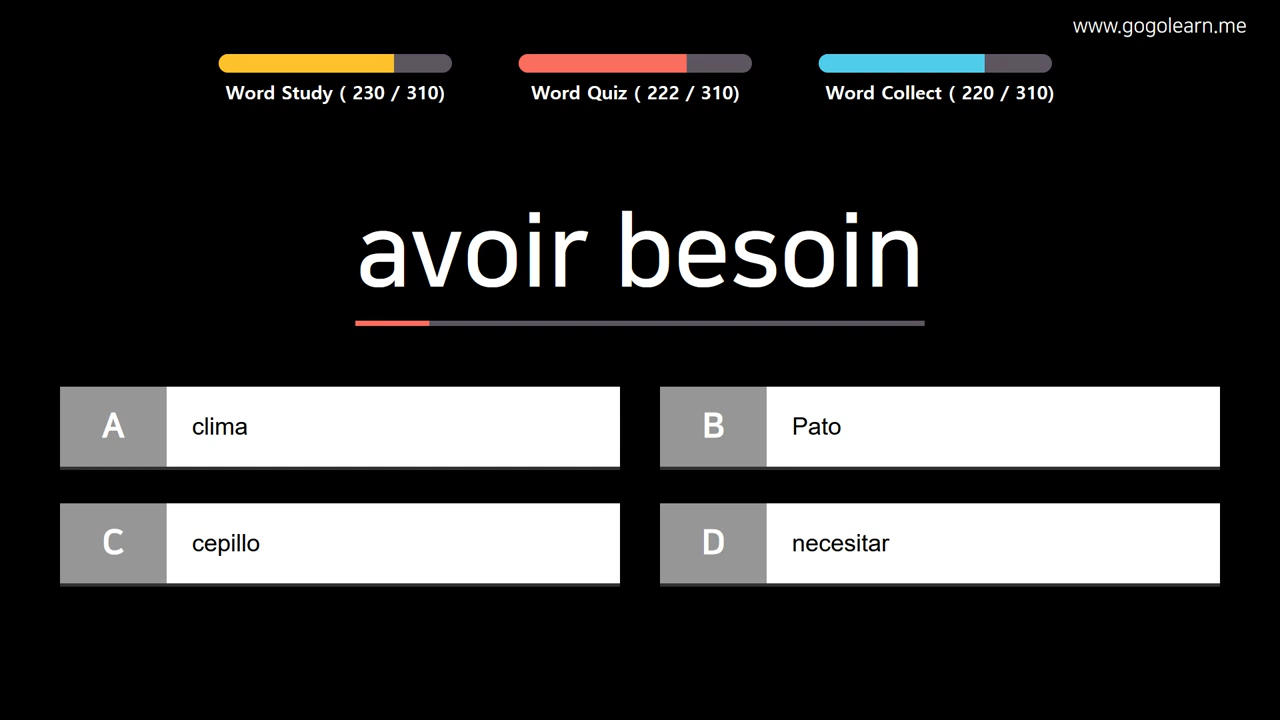 www.gogolearn.me
Word Study ( 230 / 310)
Word Quiz ( 222 / 310)
Word Collect ( 220 / 310)
avoir besoin
A clima
B Pato
C cepillo
D necesitar